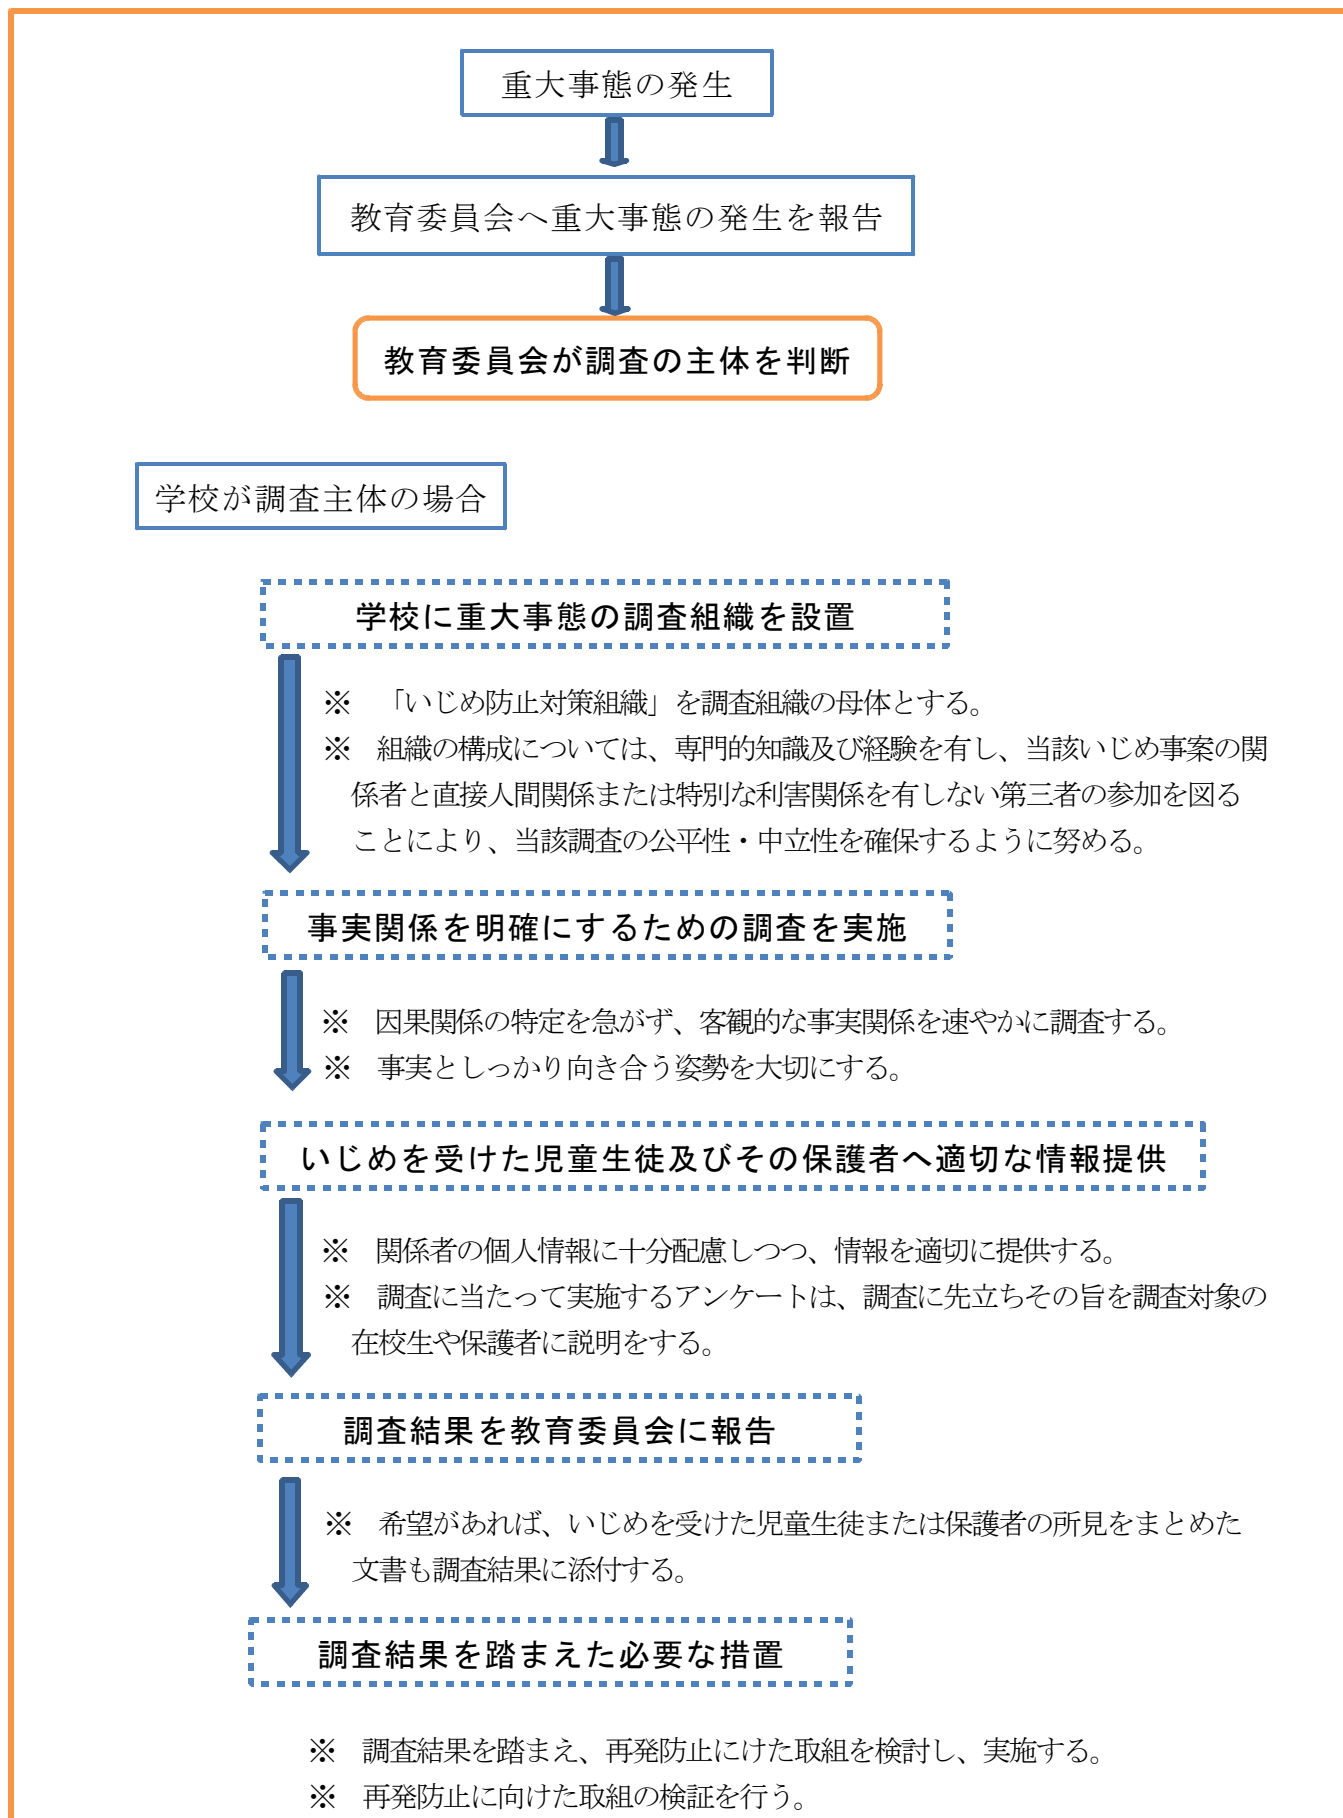 重大事態の発生
教育委員会へ重大事態の発生を報告
教育委員会が調査の主体を判断
学校が調査主体の場合
学校に重大事態の調査組織を設置
※　「いじめ防止対策組織」を調査組織の母体とする。
※　組織の構成については、専門的知識及び経験を有し、当該いじめ事案の関
係者と直接人間関係または特別な利害関係を有しない第三者の参加を図る
ことにより、当該調査の公平性・中立性を確保するように努める。
事実関係を明確にするための調査を実施
※　因果関係の特定を急がず、客観的な事実関係を速やかに調査する。
※　事実としっかり向き合う姿勢を大切にする。
いじめを受けた児童生徒及びその保護者へ適切な情報提供
※　関係者の個人情報に十分配慮しつつ、情報を適切に提供する。
※　調査に当たって実施するアンケートは、調査に先立ちその旨を調査対象の
在校生や保護者に説明をする。
調査結果を教育委員会に報告
※　希望があれば、いじめを受けた児童生徒または保護者の所見をまとめた
文書も調査結果に添付する。
調査結果を踏まえた必要な措置
※　調査結果を踏まえ、再発防止にけた取組を検討し、実施する。
※　再発防止に向けた取組の検証を行う。